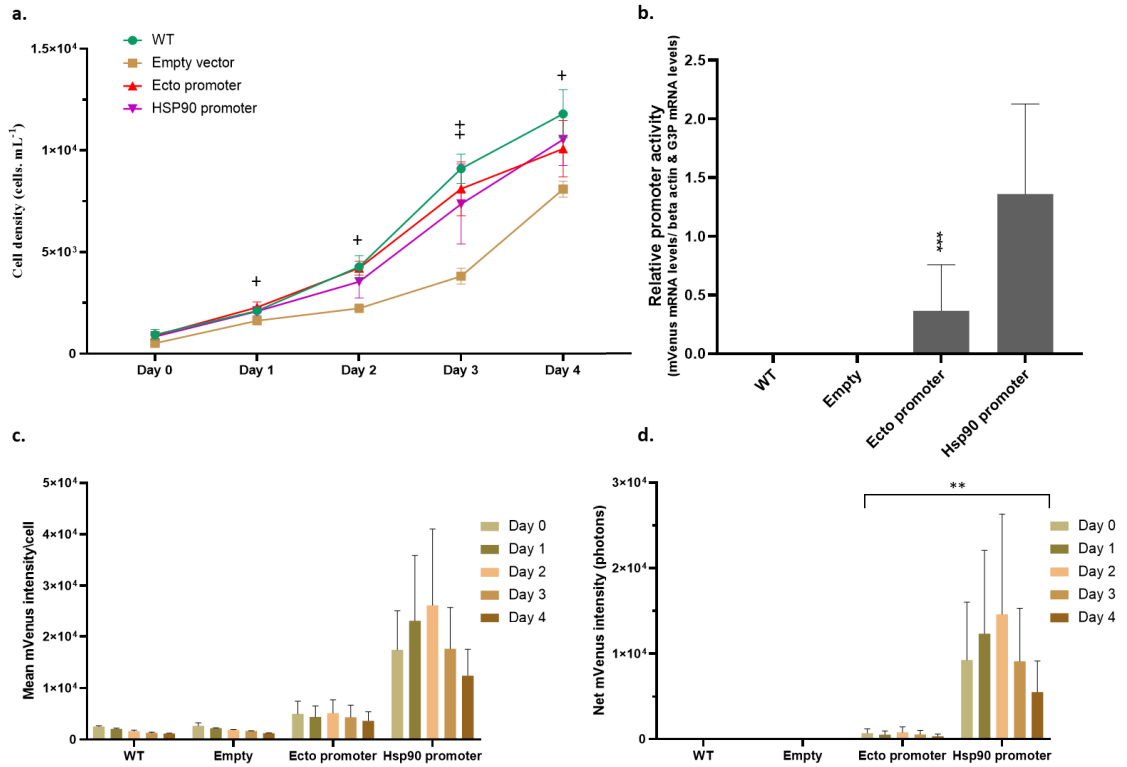 a.
WT
Empty vector
Ecto promoter
HSP90 promoter
Cell density (cells. mL⁻¹)
1.5×10⁴
1×10⁴
5×10³
0
+
+
+
+
+
Day 0
Day 1
Day 2
Day 3
Day 4
b.
Relative promoter activity
(mVenus mRNA levels/ beta actin & G3P mRNA levels)
2.5
2.0
1.5
1.0
0.5
0.0
***
WT
Empty
Ecto promoter
Hsp90 promoter
c.
Mean mVenus intensity\cell
5×10⁴
4×10⁴
3×10⁴
2×10⁴
1×10⁴
0
Day 0
Day 1
Day 2
Day 3
Day 4
WT
Empty
Ecto promoter
Hsp90 promoter
d.
Net mVenus intensity (photons)
3×10⁴
2×10⁴
1×10⁴
0
**
Day 0
Day 1
Day 2
Day 3
Day 4
WT
Empty
Ecto promoter
Hsp90 promoter